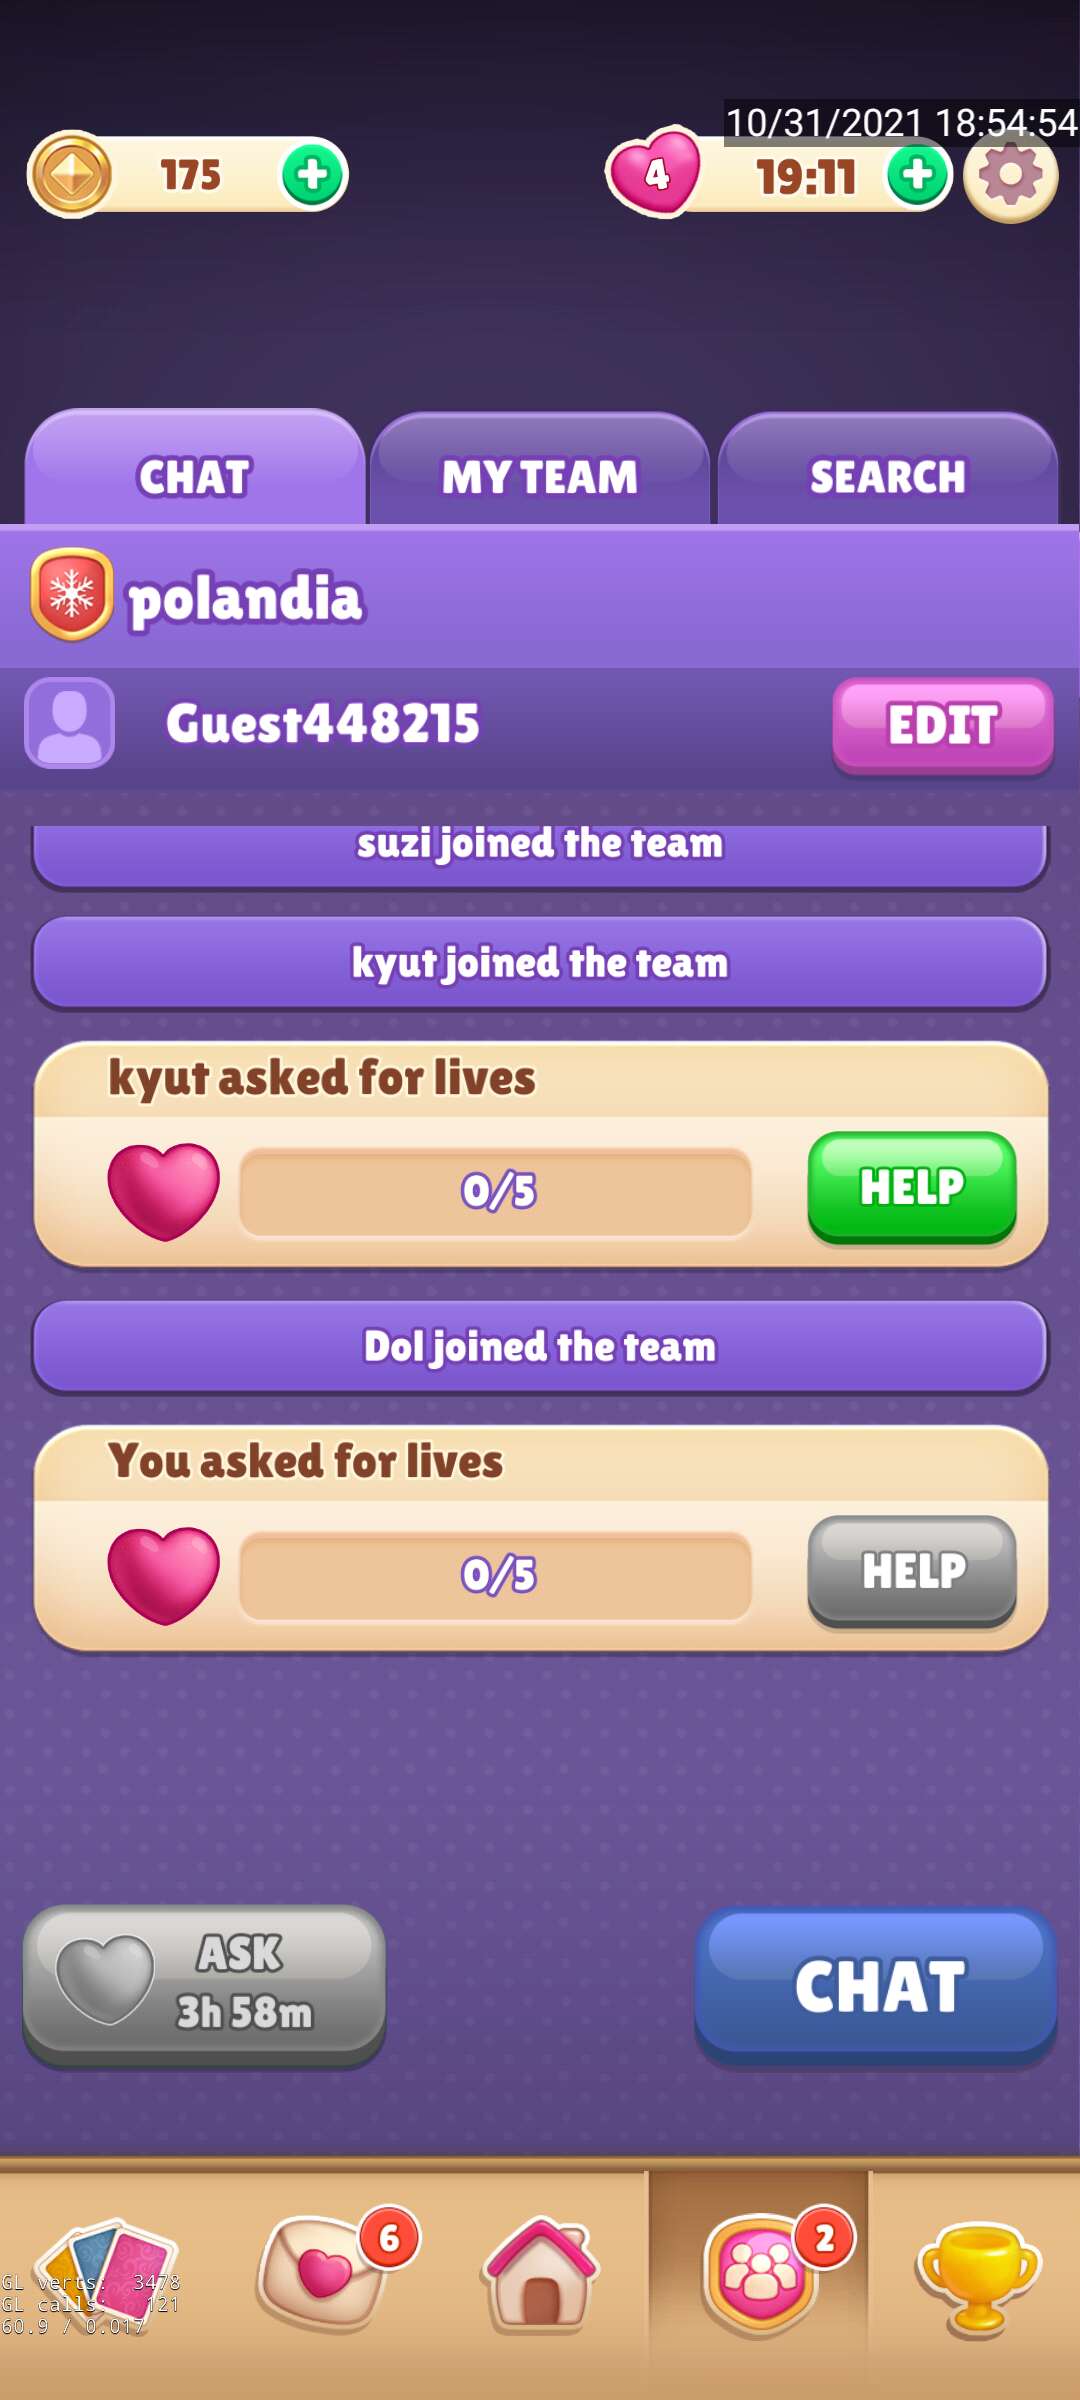 10/31/2021 18:54:54
175
4
19:11
CHAT
MY TEAM
SEARCH
polandia
Guest448215
EDIT
suzi joined the team
kyut joined the team
kyut asked for lives
0/5
HELP
Dol joined the team
You asked for lives
0/5
HELP
ASK
3h 58m
CHAT
6
2
GL verts: 3478
GL calls: 121
60.9 / 0.017